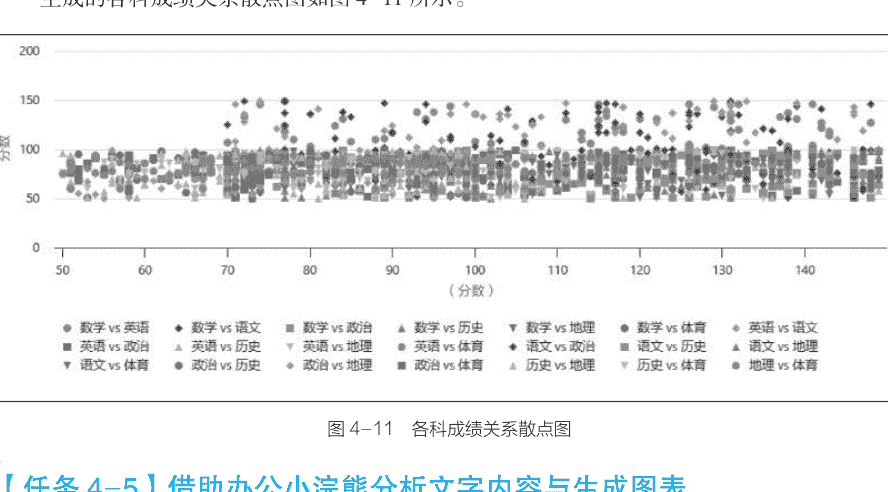 生成的各科成绩关系散点图如图 4-11 所示。
200
150
100
50
0
分数
50 60 70 80 90 100 110 120 130 140
（分数）
数学 vs 英语 数学 vs 语文 数学 vs 政治 数学 vs 历史 数学 vs 地理 数学 vs 体育 英语 vs 语文
英语 vs 政治 英语 vs 历史 英语 vs 地理 英语 vs 体育 语文 vs 政治 语文 vs 历史 语文 vs 地理
语文 vs 体育 政治 vs 历史 政治 vs 地理 政治 vs 体育 历史 vs 地理 历史 vs 体育 地理 vs 体育
图 4-11 各科成绩关系散点图
【任务 4-5】借助办公小浣熊分析文字内容与生成图表